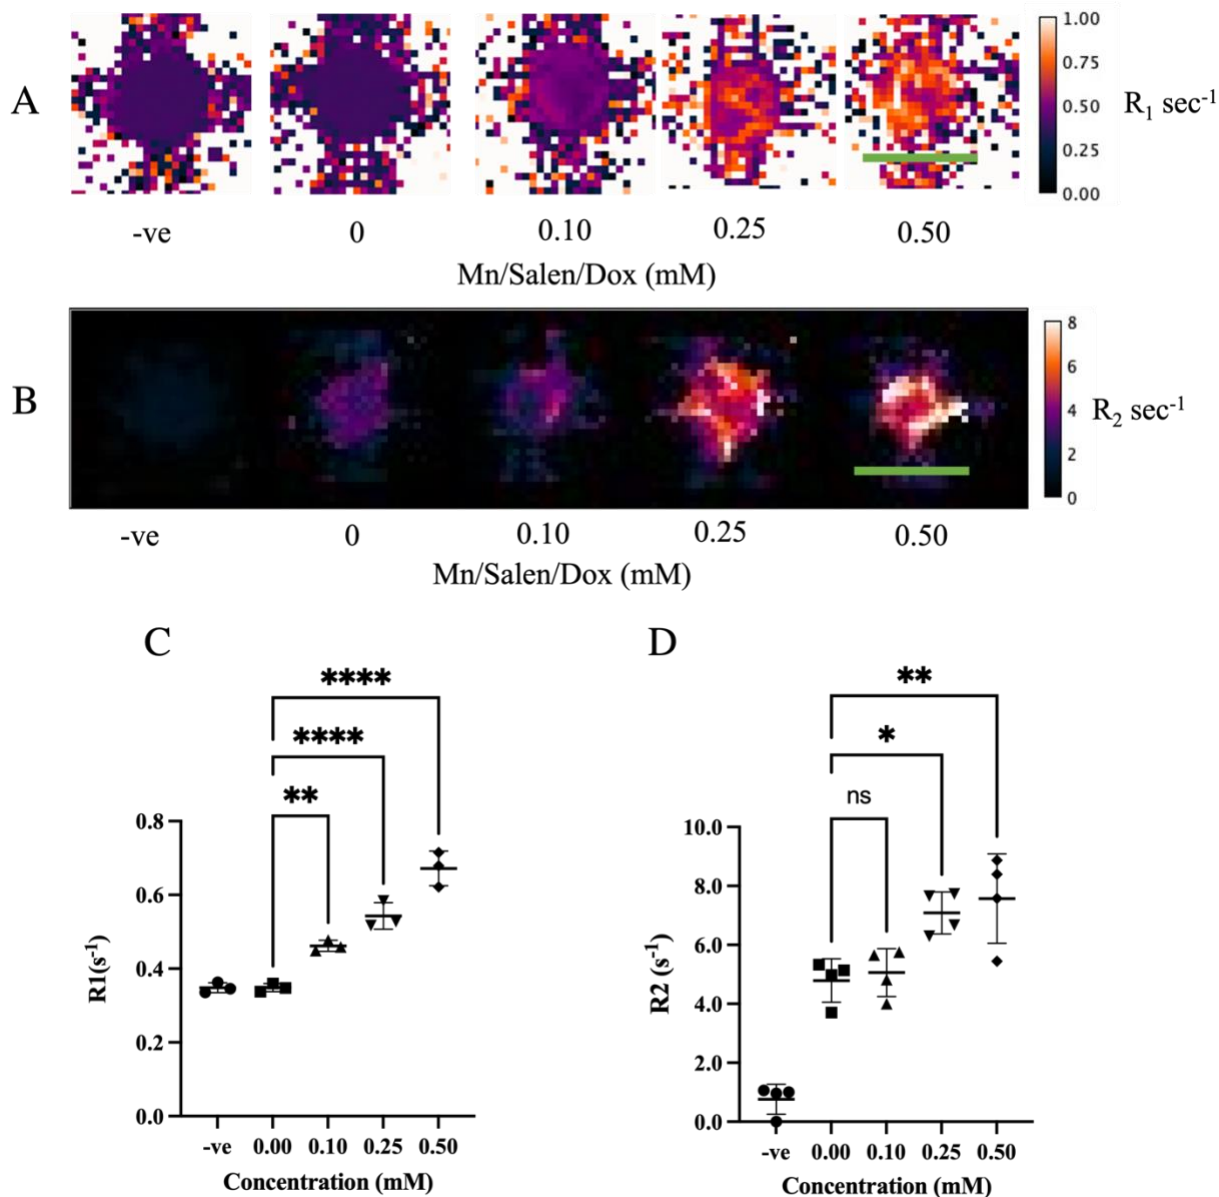 A
1.00
0.75
0.50
0.25
0.00
R₁ sec⁻¹
-ve 0 0.10 0.25 0.50
Mn/Salen/Dox (mM)
B
8
6
4
2
0
R₂ sec⁻¹
-ve 0 0.10 0.25 0.50
Mn/Salen/Dox (mM)
C
****
****
**
0.8
0.6
0.4
0.2
0.0
R1(s⁻¹)
-ve 0.00 0.10 0.25 0.50
Concentration (mM)
D
**
*
ns
10.0
8.0
6.0
4.0
2.0
0.0
R2 (s⁻¹)
-ve 0.00 0.10 0.25 0.50
Concentration (mM)